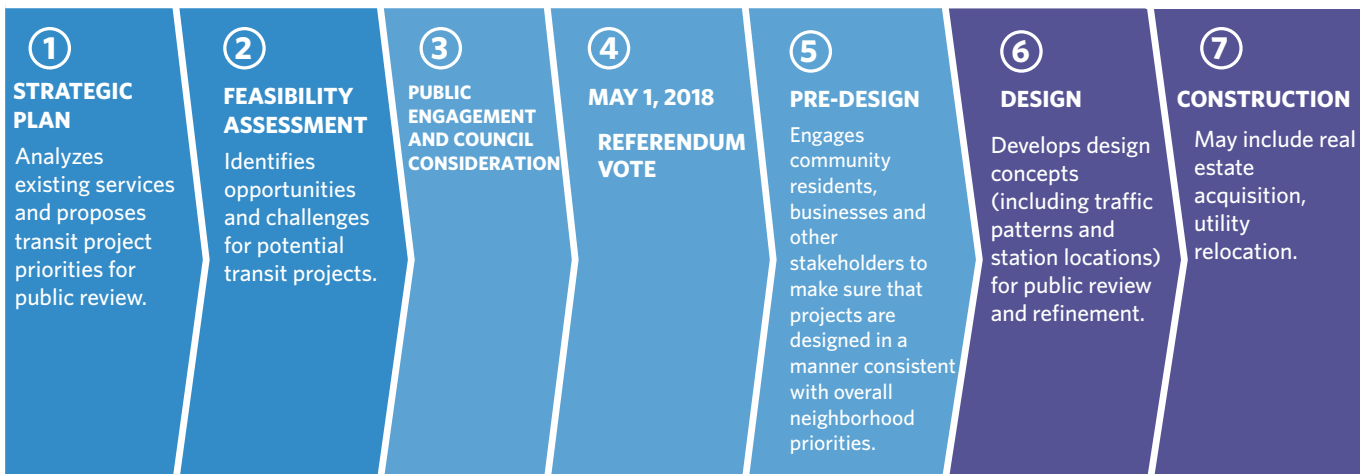 1
STRATEGIC
PLAN
Analyzes
existing services
and proposes
transit project
priorities for
public review.
2
FEASIBILITY
ASSESSMENT
Identifies
opportunities
and challenges
for potential
transit projects.
3
PUBLIC
ENGAGEMENT
AND COUNCIL
CONSIDERATION
4
MAY 1, 2018
REFERENDUM
VOTE
5
PRE-DESIGN
Engages
community
residents,
businesses and
other
stakeholders to
make sure that
projects are
designed in a
manner consistent
with overall
neighborhood
priorities.
6
DESIGN
Develops design
concepts
(including traffic
patterns and
station locations)
for public review
and refinement.
7
CONSTRUCTION
May include real
estate
acquisition,
utility
relocation.